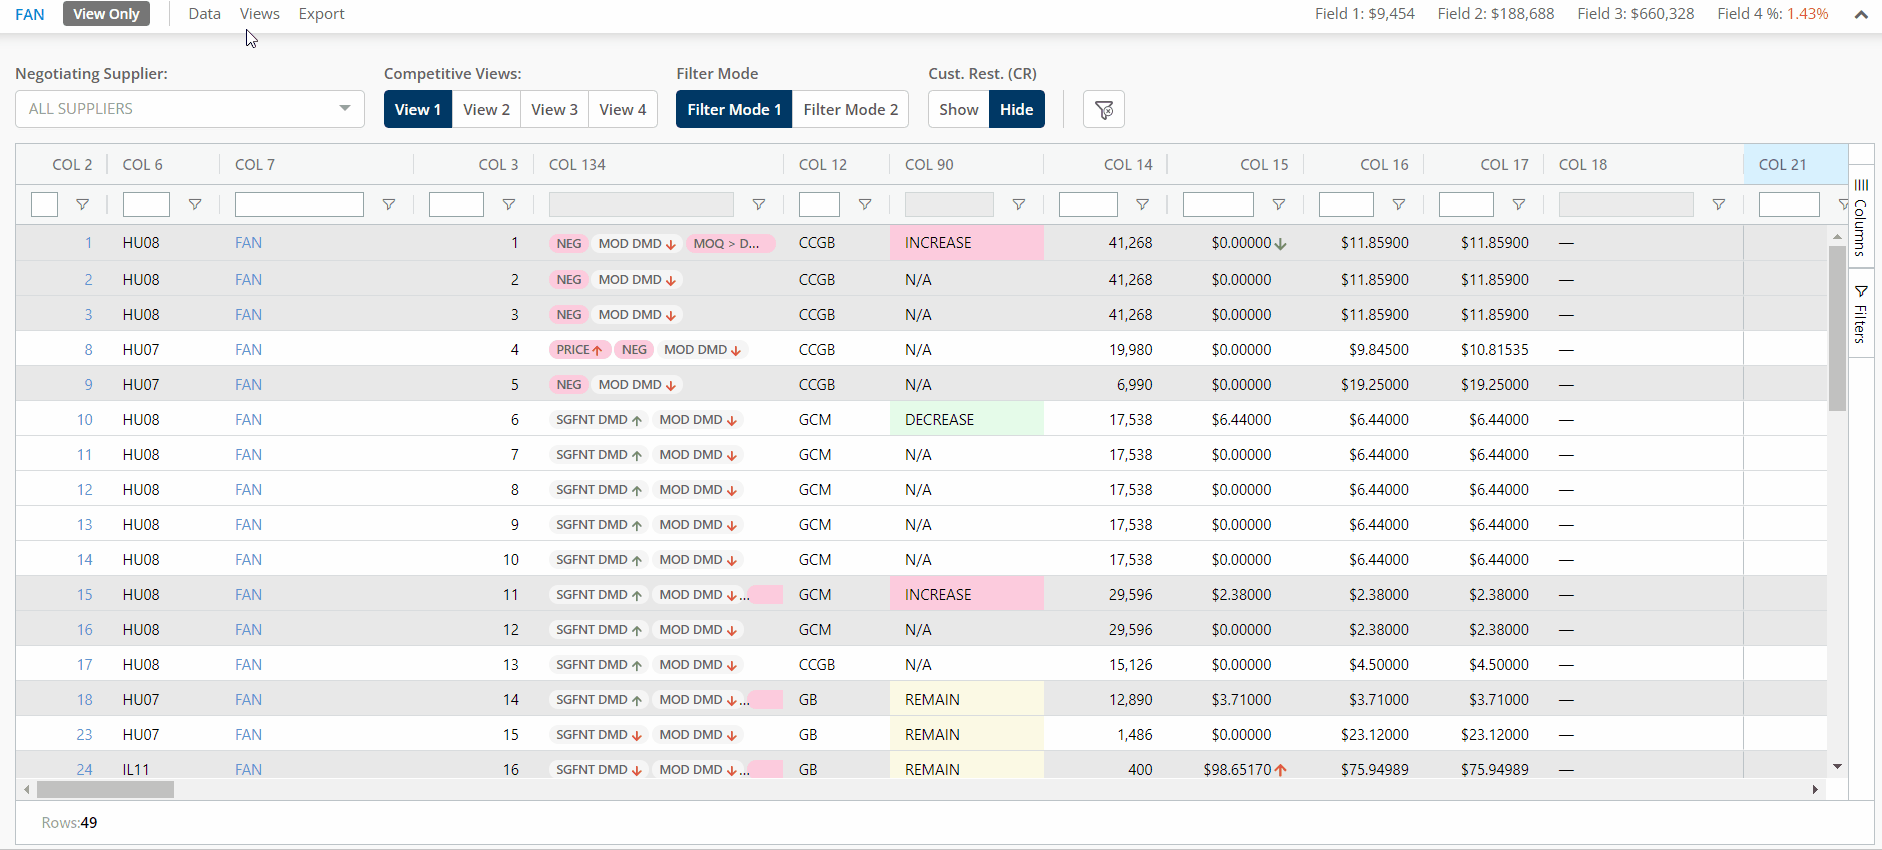 FAN View Only Data Views Export Field 1: $9,454 Field 2: $188,688 Field 3: $660,328 Field 4 %: 1.43%
Negotiating Supplier: Competitive Views: Filter Mode Cust. Rest. (CR)
ALL SUPPLIERS View 1 View 2 View 3 View 4 Filter Mode 1 Filter Mode 2 Show Hide
COL 2 COL 6 COL 7 COL 3 COL 134 COL 12 COL 90 COL 14 COL 15 COL 16 COL 17 COL 18 COL 21
1 HU08 FAN 1 NEG MOD DMD ↓ MOQ > D... CCGB INCREASE 41,268 $0.00000 ↓ $11.85900 $11.85900 —
2 HU08 FAN 2 NEG MOD DMD ↓ CCGB N/A 41,268 $0.00000 $11.85900 $11.85900 —
3 HU08 FAN 3 NEG MOD DMD ↓ CCGB N/A 41,268 $0.00000 $11.85900 $11.85900 —
8 HU07 FAN 4 PRICE ↑ NEG MOD DMD ↓ CCGB N/A 19,980 $0.00000 $9.84500 $10.81535 —
9 HU07 FAN 5 NEG MOD DMD ↓ CCGB N/A 6,990 $0.00000 $19.25000 $19.25000 —
10 HU08 FAN 6 SGFNT DMD ↑ MOD DMD ↓ GCM DECREASE 17,538 $6.44000 $6.44000 $6.44000 —
11 HU08 FAN 7 SGFNT DMD ↑ MOD DMD ↓ GCM N/A 17,538 $0.00000 $6.44000 $6.44000 —
12 HU08 FAN 8 SGFNT DMD ↑ MOD DMD ↓ GCM N/A 17,538 $0.00000 $6.44000 $6.44000 —
13 HU08 FAN 9 SGFNT DMD ↑ MOD DMD ↓ GCM N/A 17,538 $0.00000 $6.44000 $6.44000 —
14 HU08 FAN 10 SGFNT DMD ↑ MOD DMD ↓ GCM N/A 17,538 $0.00000 $6.44000 $6.44000 —
15 HU08 FAN 11 SGFNT DMD ↑ MOD DMD ↓... GCM INCREASE 29,596 $2.38000 $2.38000 $2.38000 —
16 HU08 FAN 12 SGFNT DMD ↑ MOD DMD ↓ GCM N/A 29,596 $0.00000 $2.38000 $2.38000 —
17 HU08 FAN 13 SGFNT DMD ↑ MOD DMD ↓ CCGB N/A 15,126 $0.00000 $4.50000 $4.50000 —
18 HU07 FAN 14 SGFNT DMD ↑ MOD DMD ↓... GB REMAIN 12,890 $3.71000 $3.71000 $3.71000 —
23 HU07 FAN 15 SGFNT DMD ↓ MOD DMD ↓ GB REMAIN 1,486 $0.00000 $23.12000 $23.12000 —
24 IL11 FAN 16 SGFNT DMD ↓ MOD DMD ↓... GB REMAIN 400 $98.65170 ↑ $75.94989 $75.94989 —
Columns
Filters
Rows:49